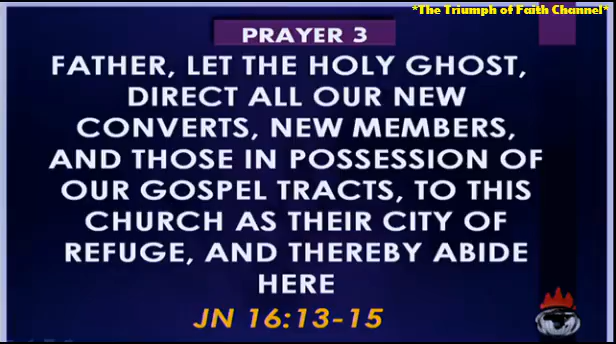 *The Triumph of Faith Channel*
PRAYER 3
FATHER, LET THE HOLY GHOST,
DIRECT ALL OUR NEW
CONVERTS, NEW MEMBERS,
AND THOSE IN POSSESSION OF
OUR GOSPEL TRACTS, TO THIS
CHURCH AS THEIR CITY OF
REFUGE, AND THEREBY ABIDE
HERE
JN 16:13-15